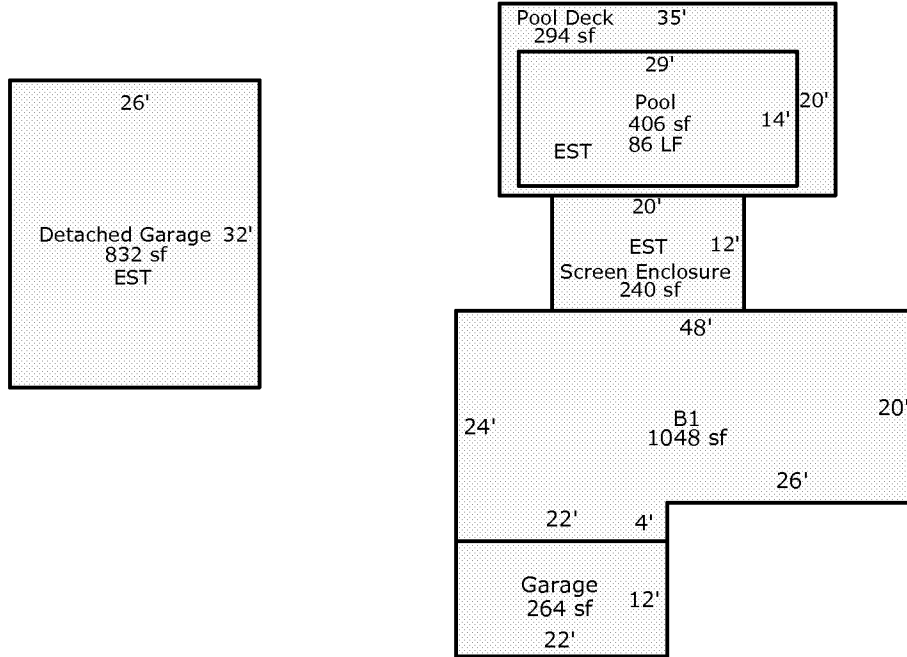 Pool Deck
294 sf
35'
29'
Pool
406 sf
86 LF
EST
14'
20'
26'
Detached Garage 32'
832 sf
EST
20'
EST
12'
Screen Enclosure
240 sf
48'
24'
B1
1048 sf
20'
26'
22'
4'
Garage
264 sf
12'
22'